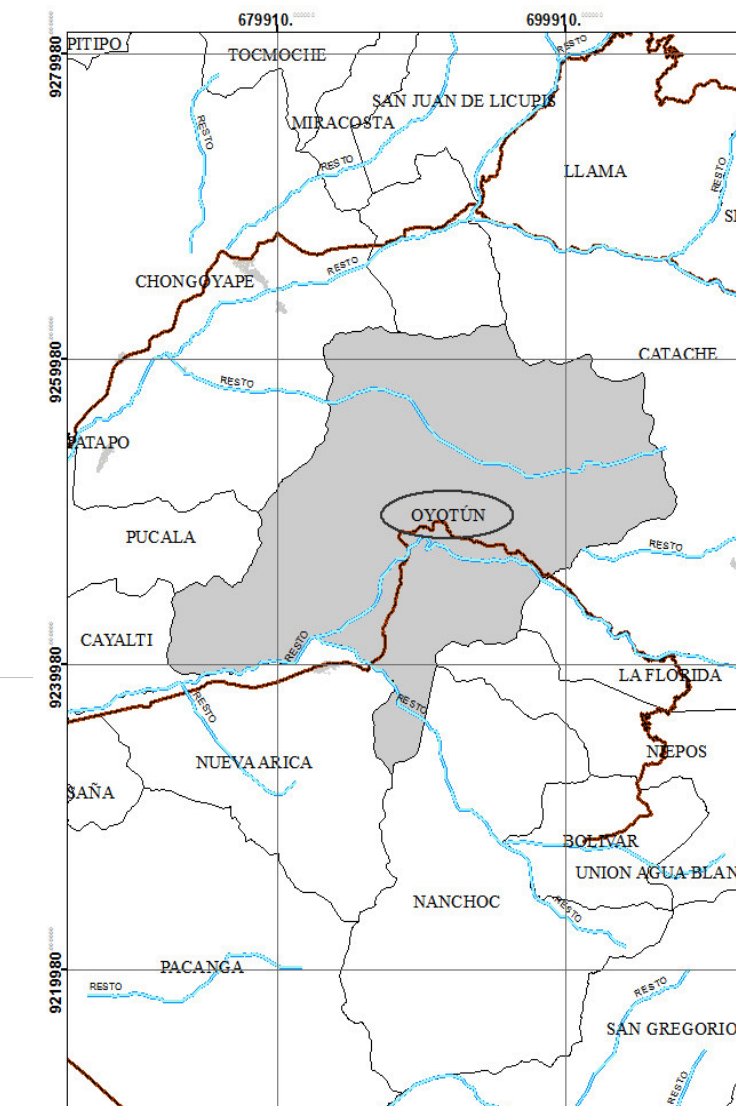 679910.
699910.
9279980
PITIPO
TOCMOCHE
RESTO
SAN JUAN DE LICUPIS
MIRACOSTA
RESTO
RESTO
LLAMA
RESTO
CHONGOYAPE
RESTO
9259980
CATACHE
RESTO
PATAPO
OYOTÚN
PUCALA
RESTO
CAYALTI
RESTO
9239980
LA FLORIDA
RESTO
RESTO
NUEVA ARICA
NIEPOS
SAÑA
BOLIVAR
UNION AGUA BLAN
NANCHOC
RESTO
9219980
PACANGA
RESTO
RESTO
SAN GREGORIO
RESTO